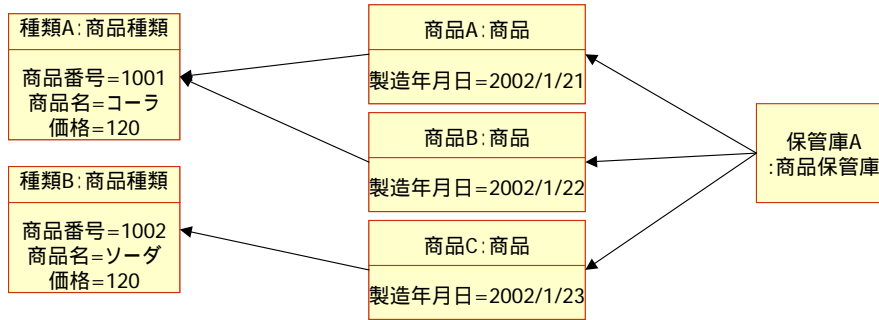 種類A:商品種類
商品番号=1001
商品名=コーラ
価格=120
種類B:商品種類
商品番号=1002
商品名=ソーダ
価格=120
商品A:商品
製造年月日=2002/1/21
商品B:商品
製造年月日=2002/1/22
商品C:商品
製造年月日=2002/1/23
保管庫A
:商品保管庫